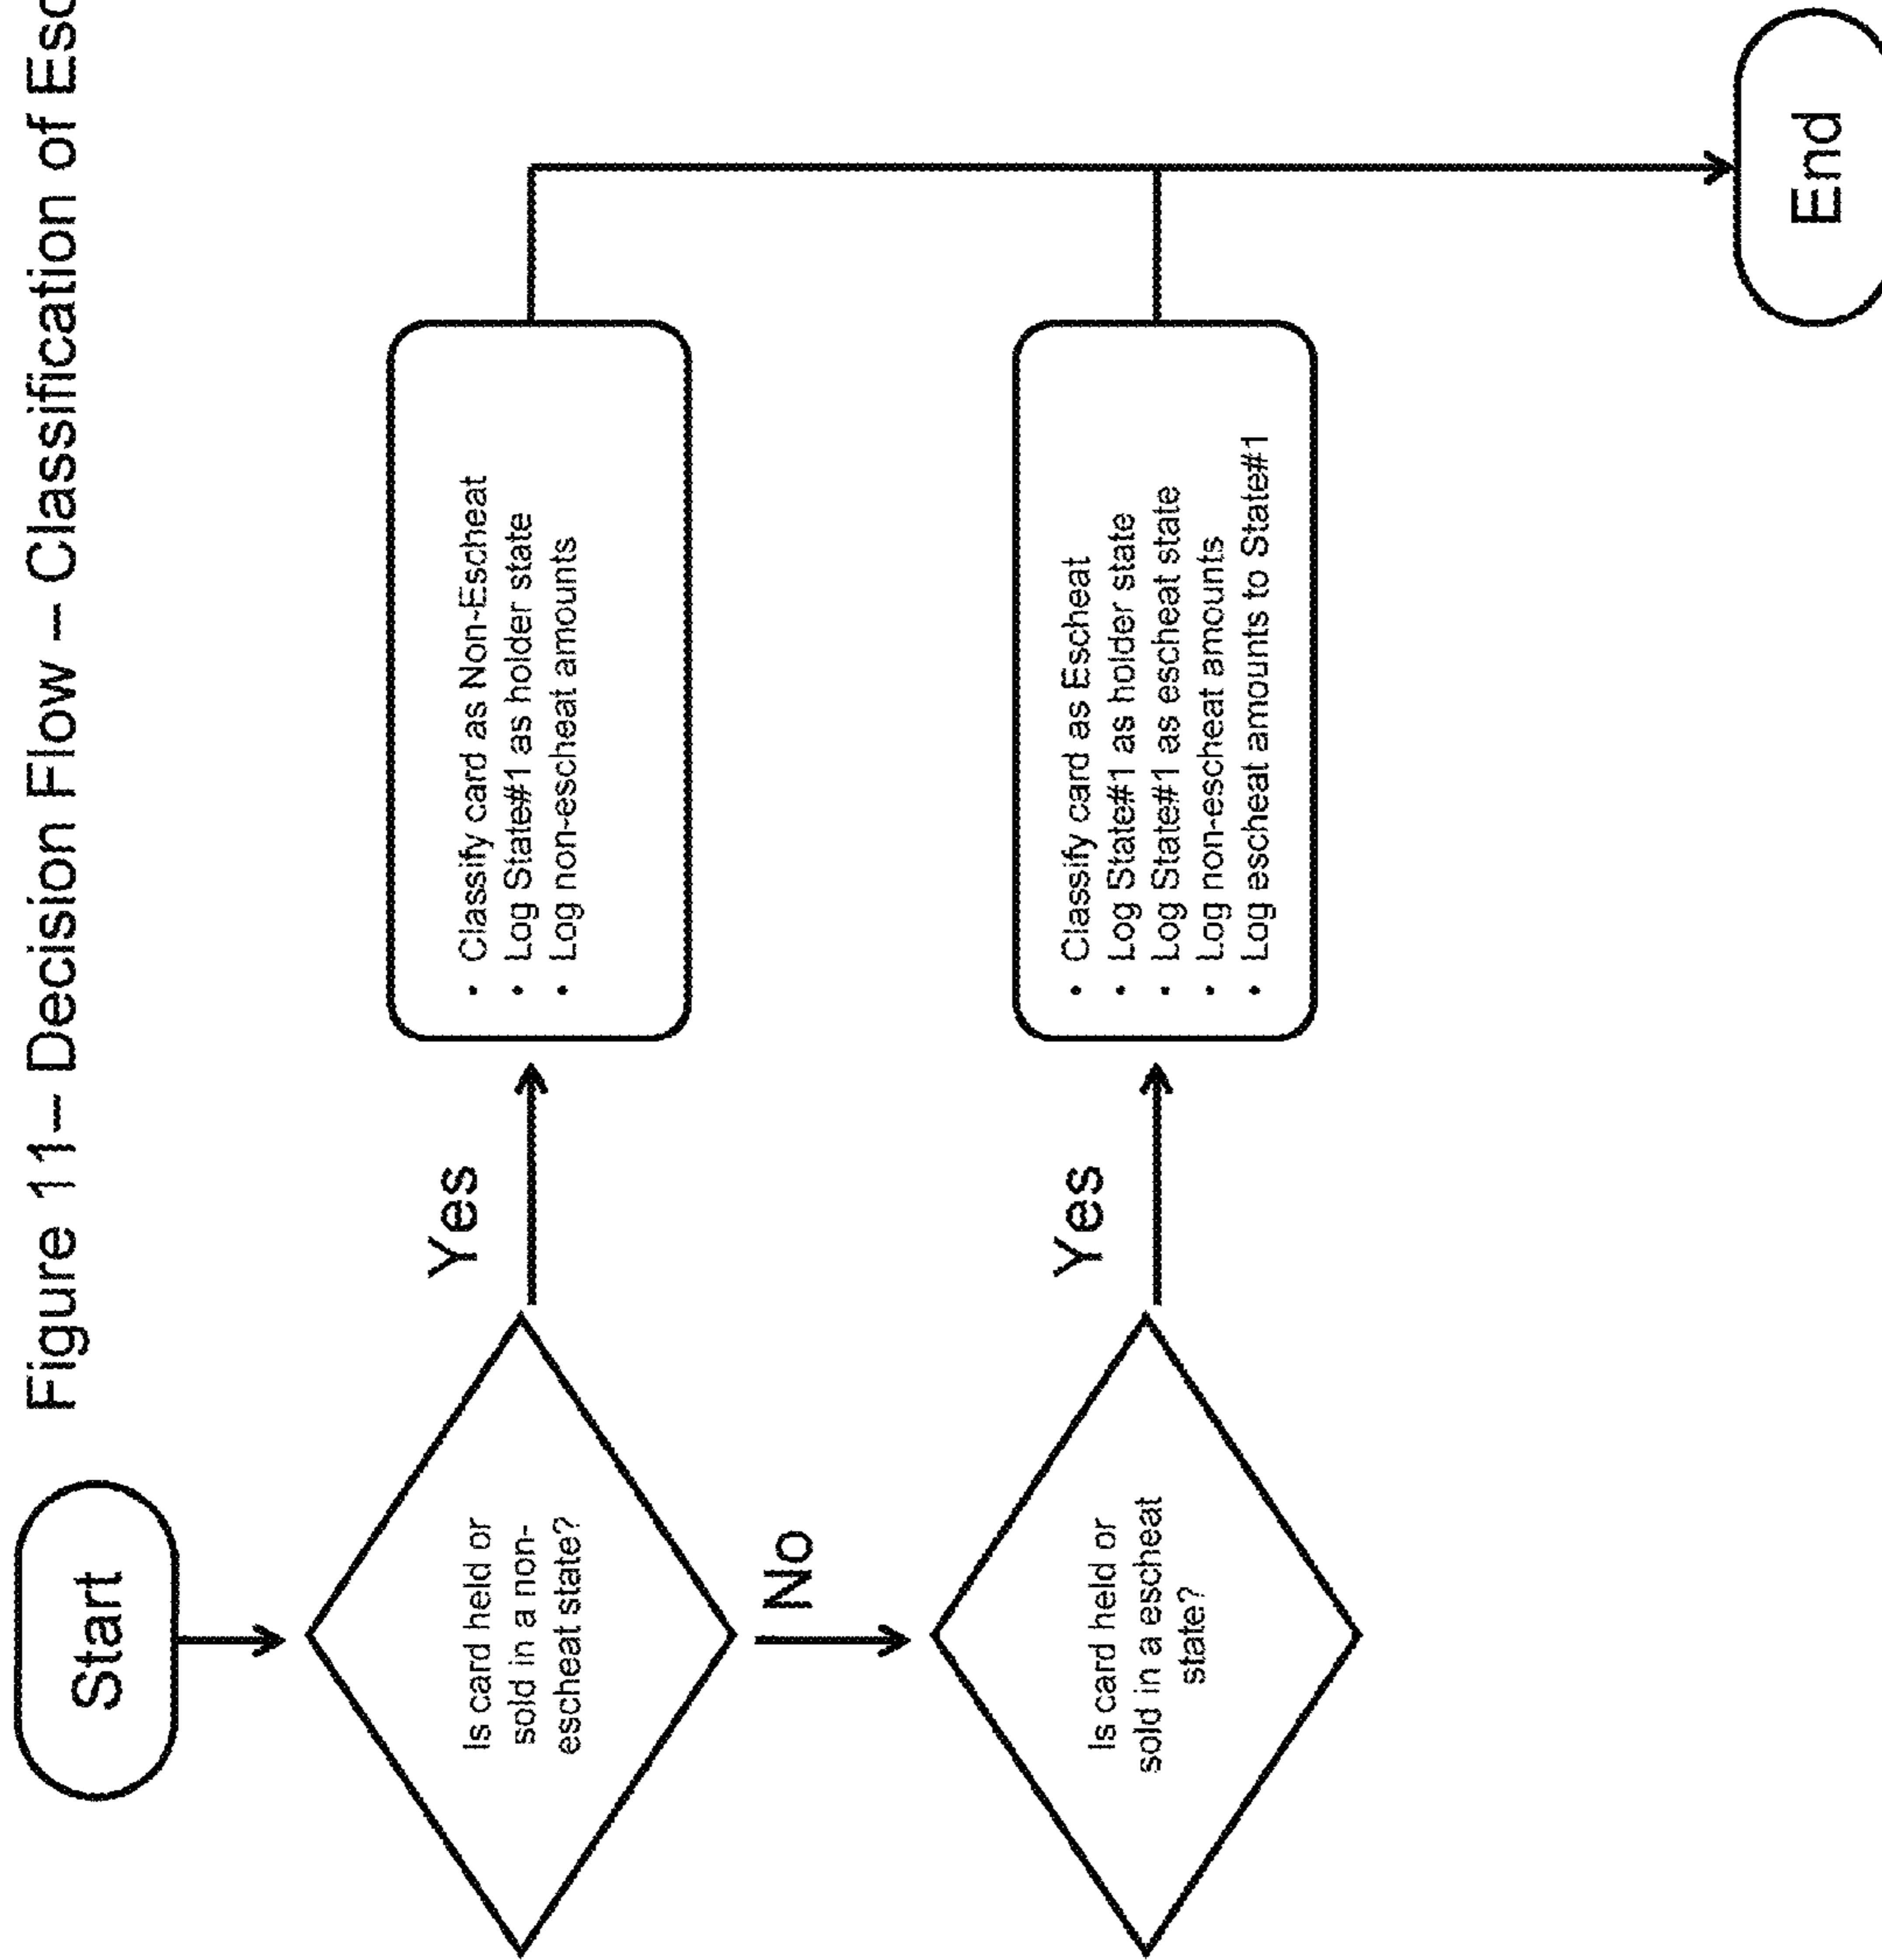 Figure 11-- Decision Flow -- Classification of Esc
Start
Is card held or
sold in a non-
escheat state?
Yes
• Classify card as Non-Escheat
• Log State#1 as holder state
• Log non-escheat amounts
No
Is card held or
sold in a escheat
state?
Yes
• Classify card as Escheat
• Log State#1 as holder state
• Log State#1 as escheat state
• Log non-escheat amounts
• Log escheat amounts to State#1
End